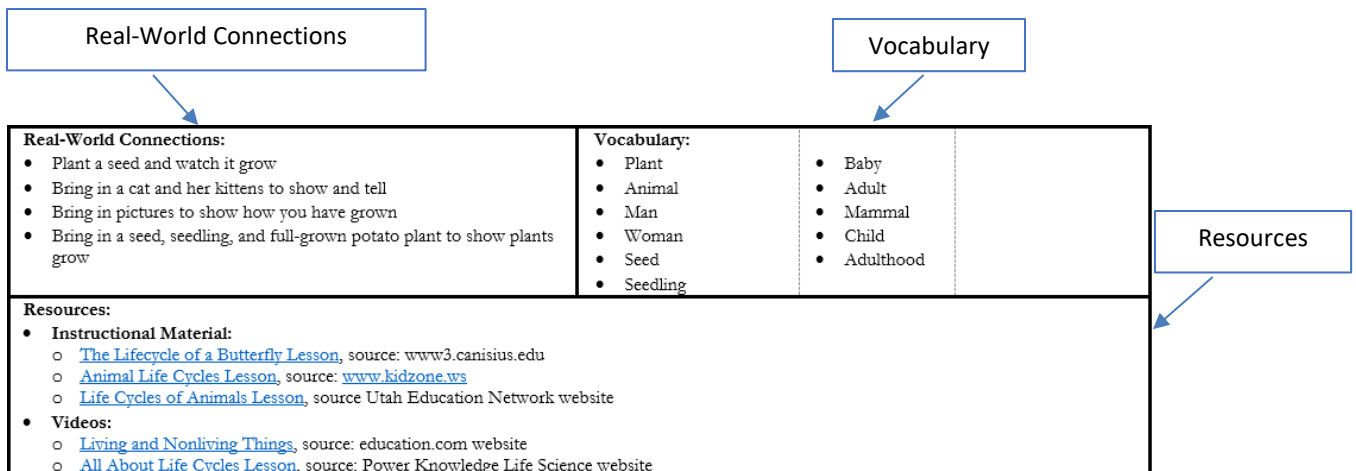 Real-World Connections
Vocabulary
Real-World Connections:
• Plant a seed and watch it grow
• Bring in a cat and her kittens to show and tell
• Bring in pictures to show how you have grown
• Bring in a seed, seedling, and full-grown potato plant to show plants
grow
Vocabulary:
• Plant
• Animal
• Man
• Woman
• Seed
• Seedling
• Baby
• Adult
• Mammal
• Child
• Adulthood
Resources
Resources:
• Instructional Material:
o The Lifecycle of a Butterfly Lesson, source: www3.canisius.edu
o Animal Life Cycles Lesson, source: www.kidzone.ws
o Life Cycles of Animals Lesson, source Utah Education Network website
• Videos:
o Living and Nonliving Things, source: education.com website
o All About Life Cycles Lesson, source: Power Knowledge Life Science website